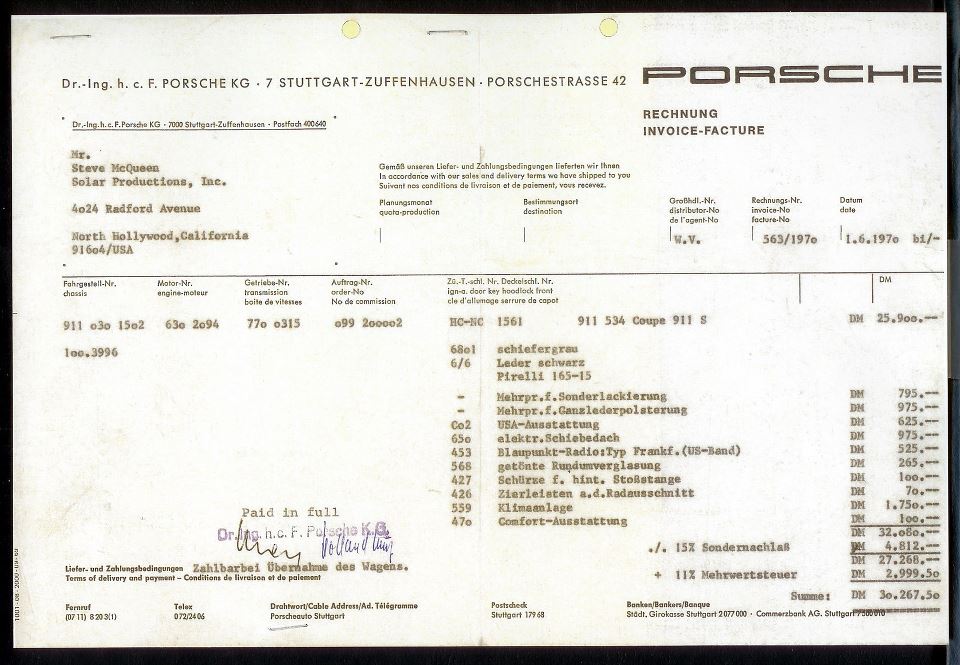 PORSCHE
Dr.-Ing. h. c. F. PORSCHE KG · 7 STUTTGART-ZUFFENHAUSEN · PORSCHESTRASSE 42
RECHNUNG
INVOICE-FACTURE
Dr.-Ing. h. c. F. Porsche KG · 7000 Stuttgart-Zuffenhausen · Postfach 400640
Mr.
Steve McQueen
Solar Productions, Inc.
4o24 Radford Avenue
North Hollywood,California
916o4/USA
Gemäß unseren Liefer- und Zahlungsbedingungen lieferten wir Ihnen
In accordance with our sales and delivery terms we have shipped to you
Suivant nos conditions de livraison et de paiement, vous recevez.
Planungsmonat
quota-production
Bestimmungsort
destination
Großhdl.-Nr.
distributor-No
de l'agent-No
W.V.
Rechnungs-Nr.
invoice-No
facture-No
563/197o
Datum
date
1.6.197o bi/-
Fahrgestell-Nr.
chassis
Motor-Nr.
engine-moteur
Getriebe-Nr.
transmission
boite de vitesses
Auftrag-Nr.
order-No
No de commission
Zü.-T.-schl. Nr. Deckelschl. Nr.
ign-a. door key hoodlock front
cle d'allumage serrure de capot
DM
911 o3o 15o2 63o 2o94 77o o315 o99 2oooo2 HC-NC 1561 911 534 Coupe 911 S DM 25.9oo.--
1oo.3996
68o1 schiefergrau
6/6 Leder schwarz
Pirelli 165-15
- Mehrpr.f.Sonderlackierung DM 795.--
- Mehrpr.f.Ganzlederpolsterung DM 975.--
Co2 USA-Ausstattung DM 625.--
65o elektr.Schiebedach DM 975.--
453 Blaupunkt-Radio:Typ Frankf.(US-Band) DM 525.--
568 getönte Rundumverglasung DM 265.--
427 Schürze f. hint. Stoßstange DM 1oo.--
426 Zierleisten a.d.Radausschnitt DM 7o.--
559 Klimaanlage DM 1.75o.--
47o Comfort-Ausstattung DM 1oo.--
DM 32.o8o.--
./. 15% Sondernachlaß DM 4.812.--
DM 27.268.--
+ 11% Mehrwertsteuer DM 2.999.5o
Summe: DM 3o.267.5o
Paid in full
Dr. Ing. h.c. F. Porsche K.G.
Liefer- und Zahlungsbedingungen Zahlbarbei Übernahme des Wagens.
Terms of delivery and payment – Conditions de livraison et de paiement
Fernruf
(0711) 8203(1)
Telex
072/2406
Drahtwort/Cable Address/Ad. Télégramme
Porscheauto Stuttgart
Postscheck
Stuttgart 17968
Banken/Bankers/Banque
Städt. Girokasse Stuttgart 2077000 · Commerzbank AG. Stuttgart